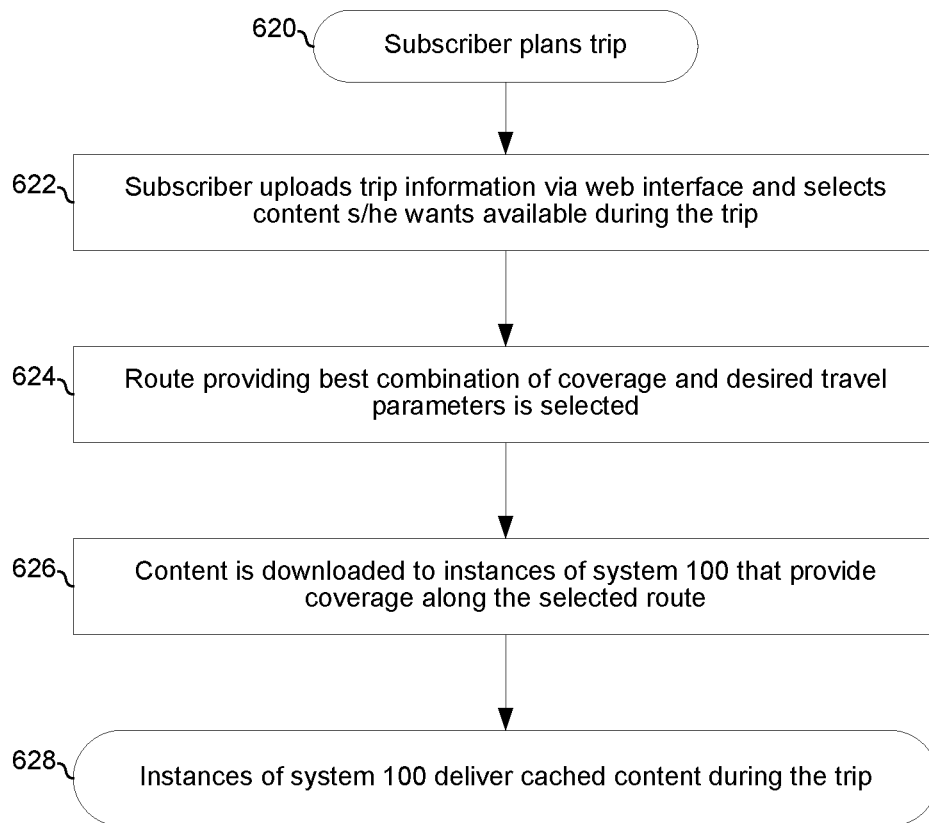 620
Subscriber plans trip
622
Subscriber uploads trip information via web interface and selects
content s/he wants available during the trip
624
Route providing best combination of coverage and desired travel
parameters is selected
626
Content is downloaded to instances of system 100 that provide
coverage along the selected route
628
Instances of system 100 deliver cached content during the trip